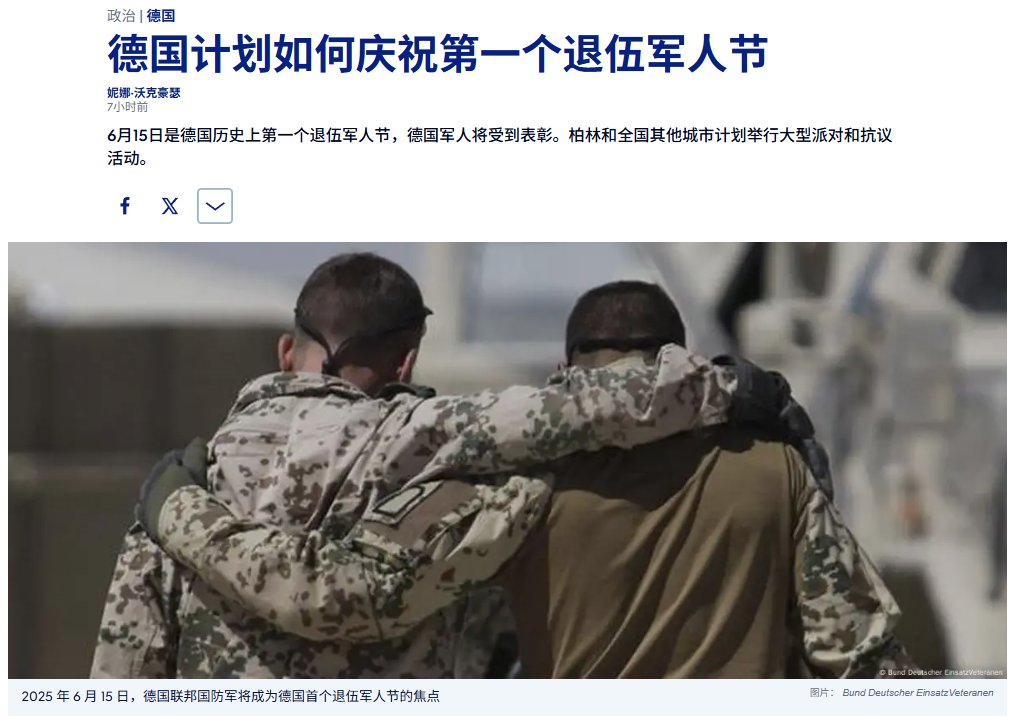 政治 | 德国
德国计划如何庆祝第一个退伍军人节
妮娜·沃克豪瑟
7小时前
6月15日是德国历史上第一个退伍军人节，德国军人将受到表彰。柏林和全国其他城市计划举行大型派对和抗议
活动。
© Bund Deutscher EinsatzVeteranen
2025 年 6 月 15 日，德国联邦国防军将成为德国首个退伍军人节的焦点
图片： Bund Deutscher EinsatzVeteranen